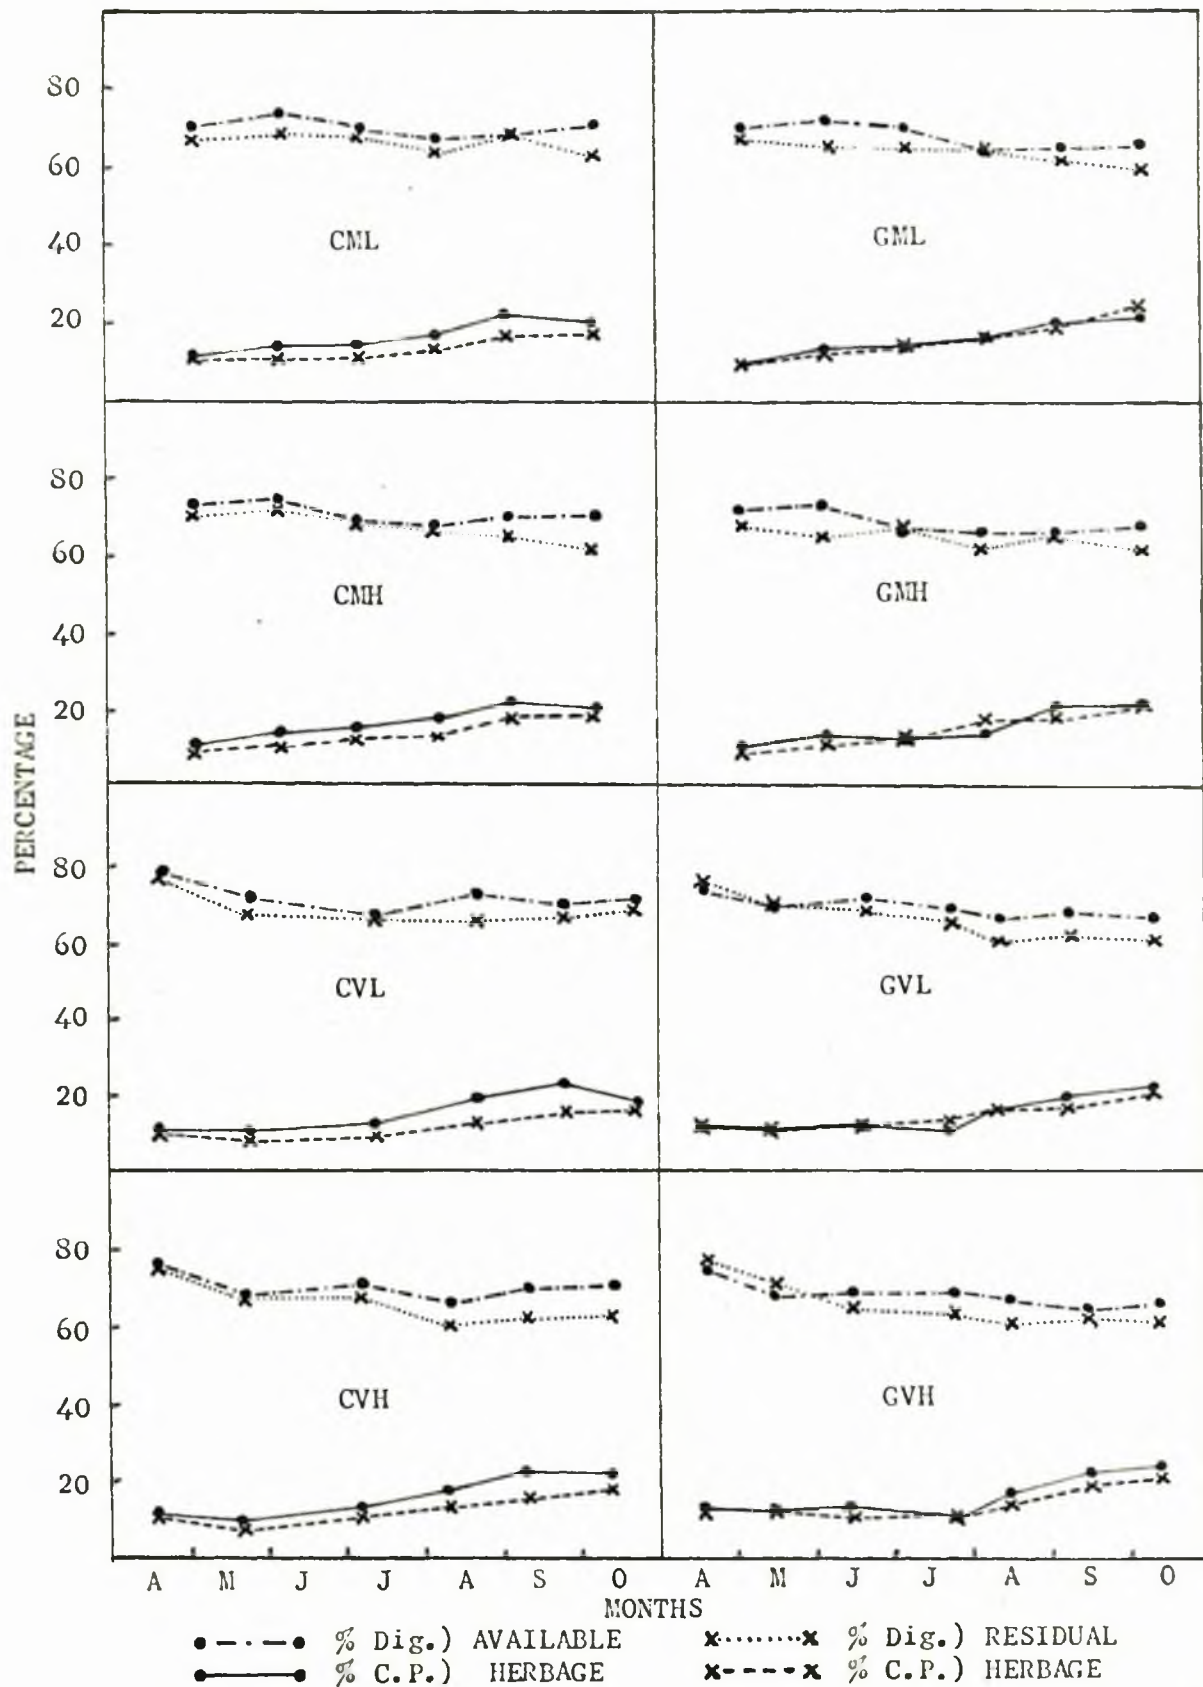 80
60
40
20
CML
GML
80
60
40
20
CMH
GMH
PERCENTAGE
80
60
40
20
CVL
GVL
80
60
40
20
CVH
GVH
A M J J A S O
A M J J A S O
MONTHS
% Dig.) AVAILABLE
% C.P.) HERBAGE
% Dig.) RESIDUAL
% C.P.) HERBAGE